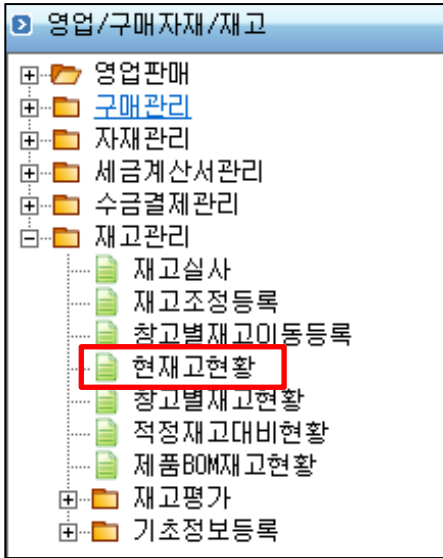 영업/구매자재/재고
영업판매
구매관리
자재관리
세금계산서관리
수금결제관리
재고관리
재고실사
재고조정등록
창고별재고이동등록
현재고현황
창고별재고현황
적정재고대비현황
제품BOM재고현황
재고평가
기초정보등록